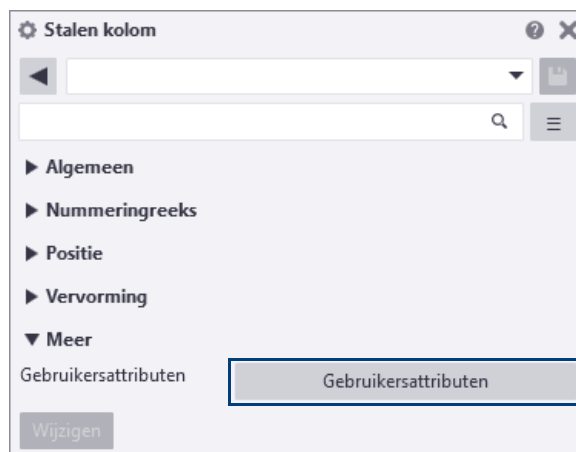 Stalen kolom
Algemeen
Nummeringreeks
Positie
Vervorming
Meer
Gebruikersattributen Gebruikersattributen
Wijzigen